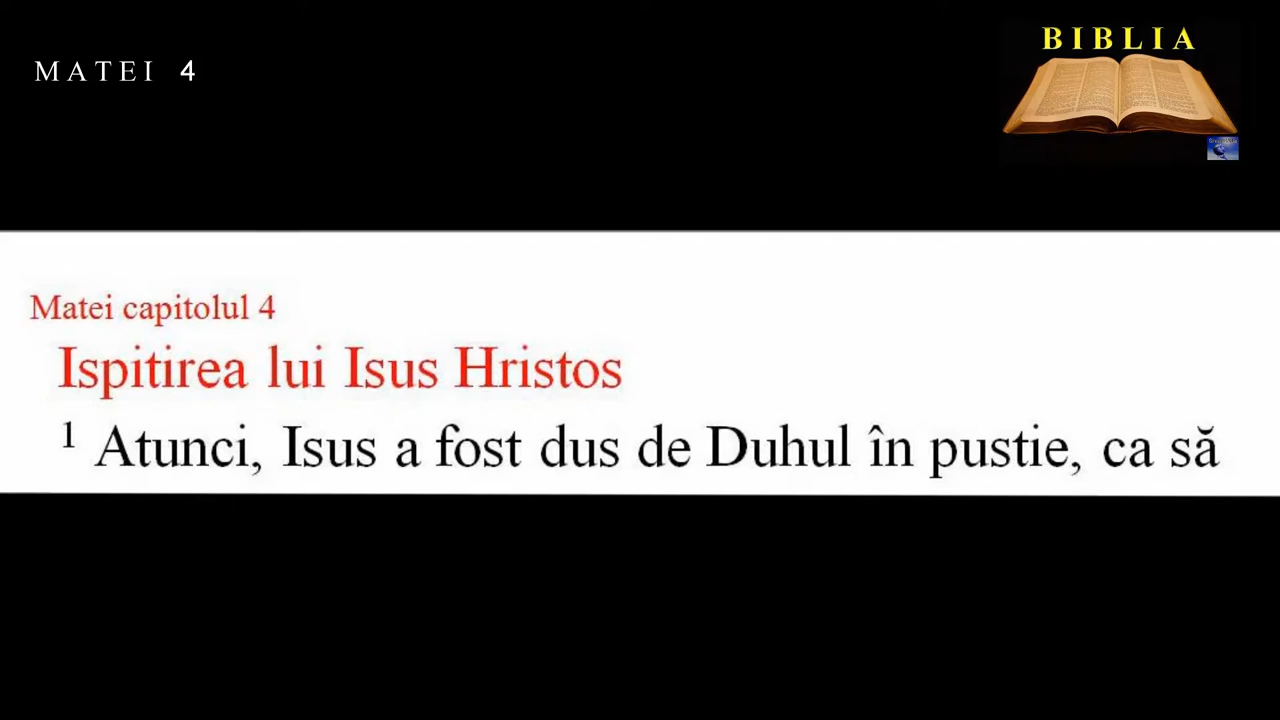 BIBLIA
MATEI 4
Matei capitolul 4
Ispitirea lui Isus Hristos
1 Atunci, Isus a fost dus de Duhul în pustie, ca să